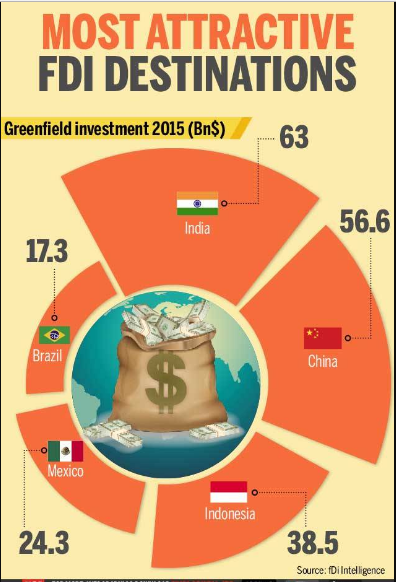 MOST ATTRACTIVE
FDI DESTINATIONS
Greenfield investment 2015 (Bn$)
63
India
56.6
China
17.3
Brazil
$
Mexico
24.3
Indonesia
38.5
Source: fDi Intelligence